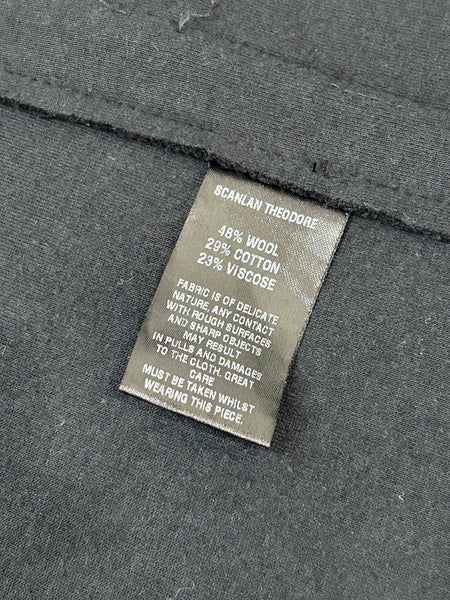 SCANLAN THEODORE
48% WOOL
29% COTTON
23% VISCOSE
FABRIC IS OF DELICATE
NATURE, ANY CONTACT
WITH ROUGH SURFACES
AND SHARP OBJECTS
MAY RESULT
IN PULLS AND DAMAGES
TO THE CLOTH. GREAT
CARE
MUST BE TAKEN WHILST
WEARING THIS PIECE.